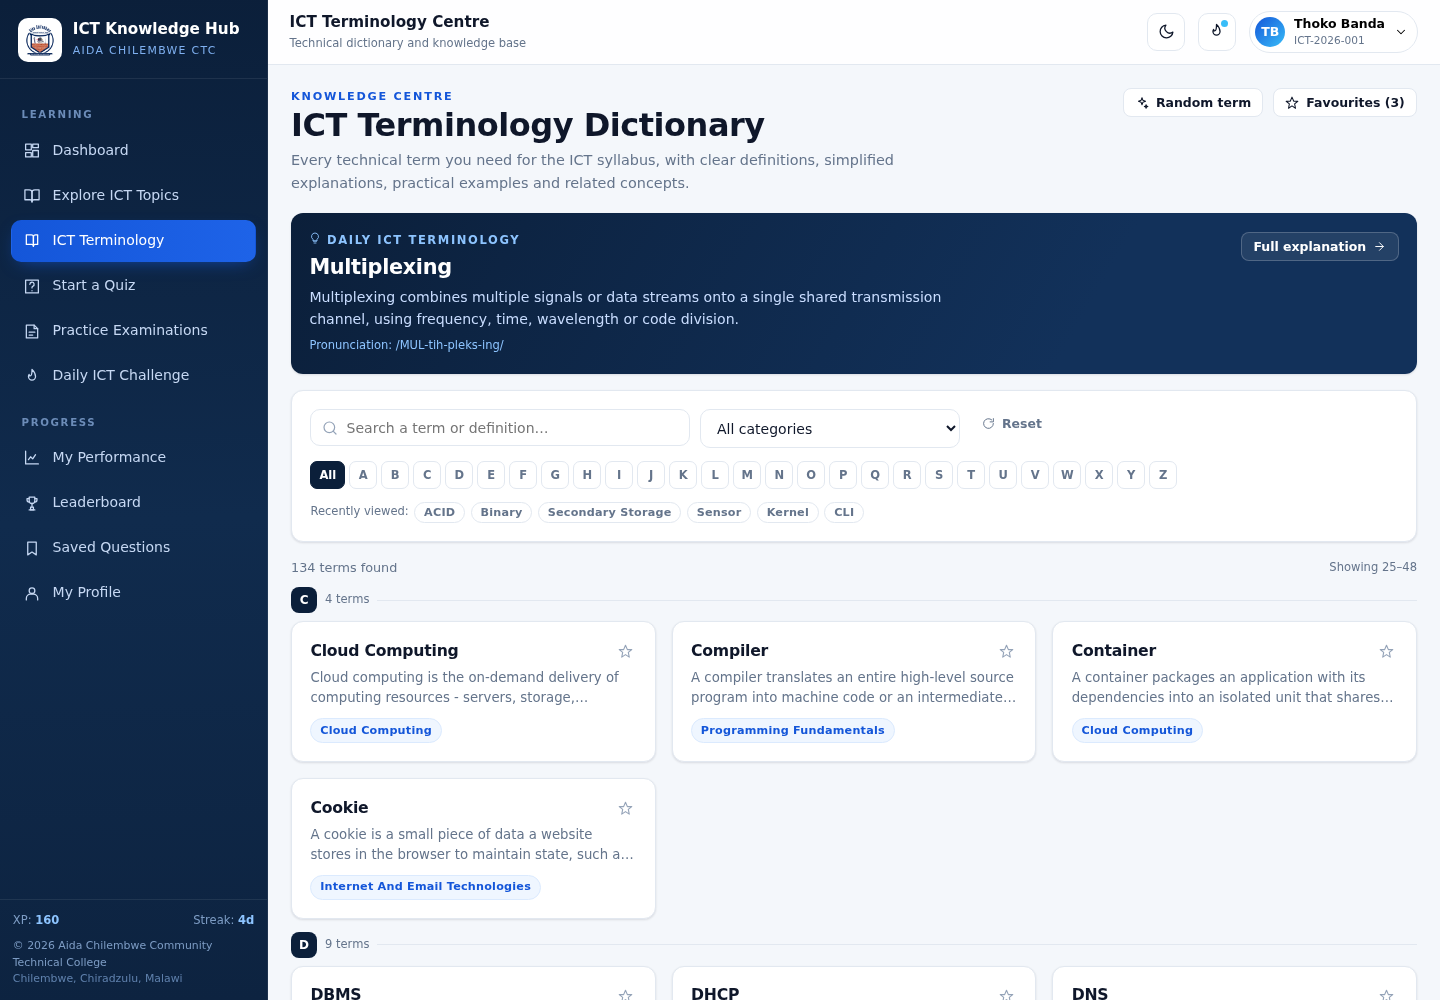 ICT Knowledge Hub
AIDA CHILEMBWE CTC
LEARNING
Dashboard
Explore ICT Topics
ICT Terminology
Start a Quiz
Practice Examinations
Daily ICT Challenge
PROGRESS
My Performance
Leaderboard
Saved Questions
My Profile
XP: 160
Streak: 4d
© 2026 Aida Chilembwe Community
Technical College
Chilembwe, Chiradzulu, Malawi
ICT Terminology Centre
Technical dictionary and knowledge base
TB
Thoko Banda
ICT-2026-001
KNOWLEDGE CENTRE
ICT Terminology Dictionary
Every technical term you need for the ICT syllabus, with clear definitions, simplified
explanations, practical examples and related concepts.
Random term
Favourites (3)
DAILY ICT TERMINOLOGY
Multiplexing
Multiplexing combines multiple signals or data streams onto a single shared transmission
channel, using frequency, time, wavelength or code division.
Pronunciation: /MUL-tih-pleks-ing/
Full explanation
Search a term or definition...
All categories
Reset
All A B C D E F G H I J K L M N O P Q R S T U V W X Y Z
Recently viewed: ACID Binary Secondary Storage Sensor Kernel CLI
134 terms found
Showing 25–48
C 4 terms
Cloud Computing
Cloud computing is the on-demand delivery of
computing resources - servers, storage,...
Cloud Computing
Compiler
A compiler translates an entire high-level source
program into machine code or an intermediate...
Programming Fundamentals
Container
A container packages an application with its
dependencies into an isolated unit that shares...
Cloud Computing
Cookie
A cookie is a small piece of data a website
stores in the browser to maintain state, such a...
Internet And Email Technologies
D 9 terms
DBMS
DHCP
DNS